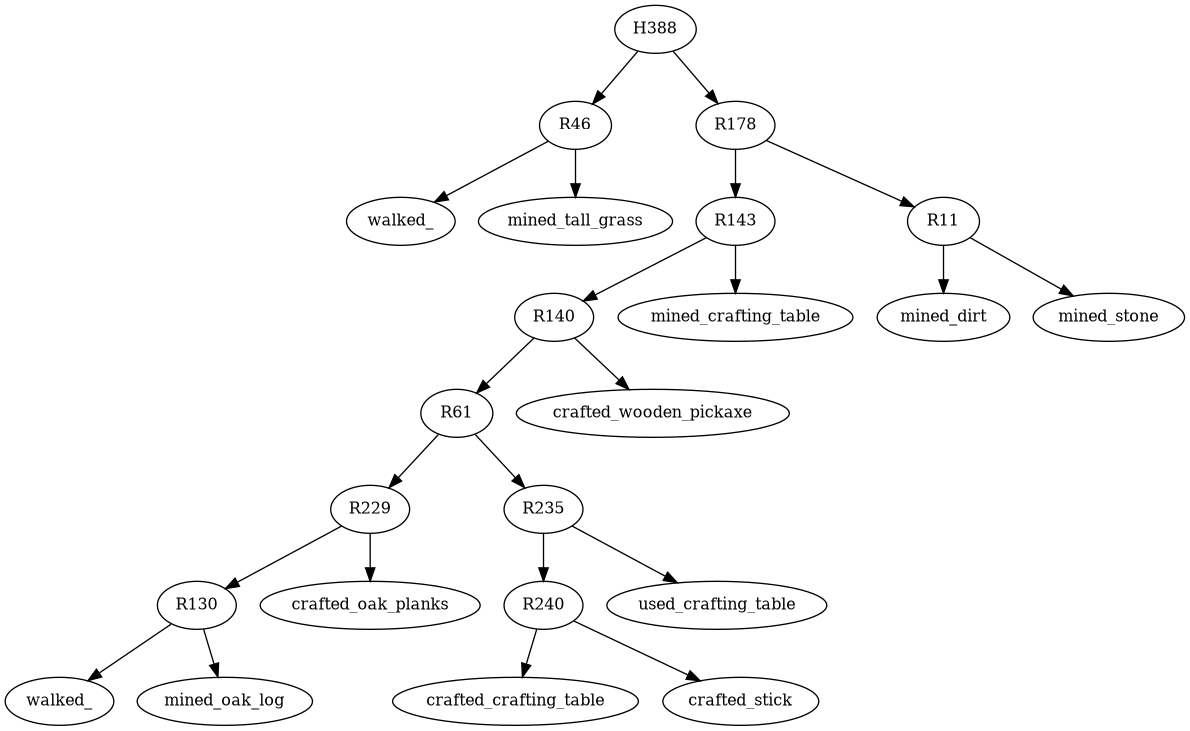 H388
R46
R178
walked_
mined_tall_grass
R143
R11
R140
mined_crafting_table
mined_dirt
mined_stone
R61
crafted_wooden_pickaxe
R229
R235
R130
crafted_oak_planks
R240
used_crafting_table
walked_
mined_oak_log
crafted_crafting_table
crafted_stick